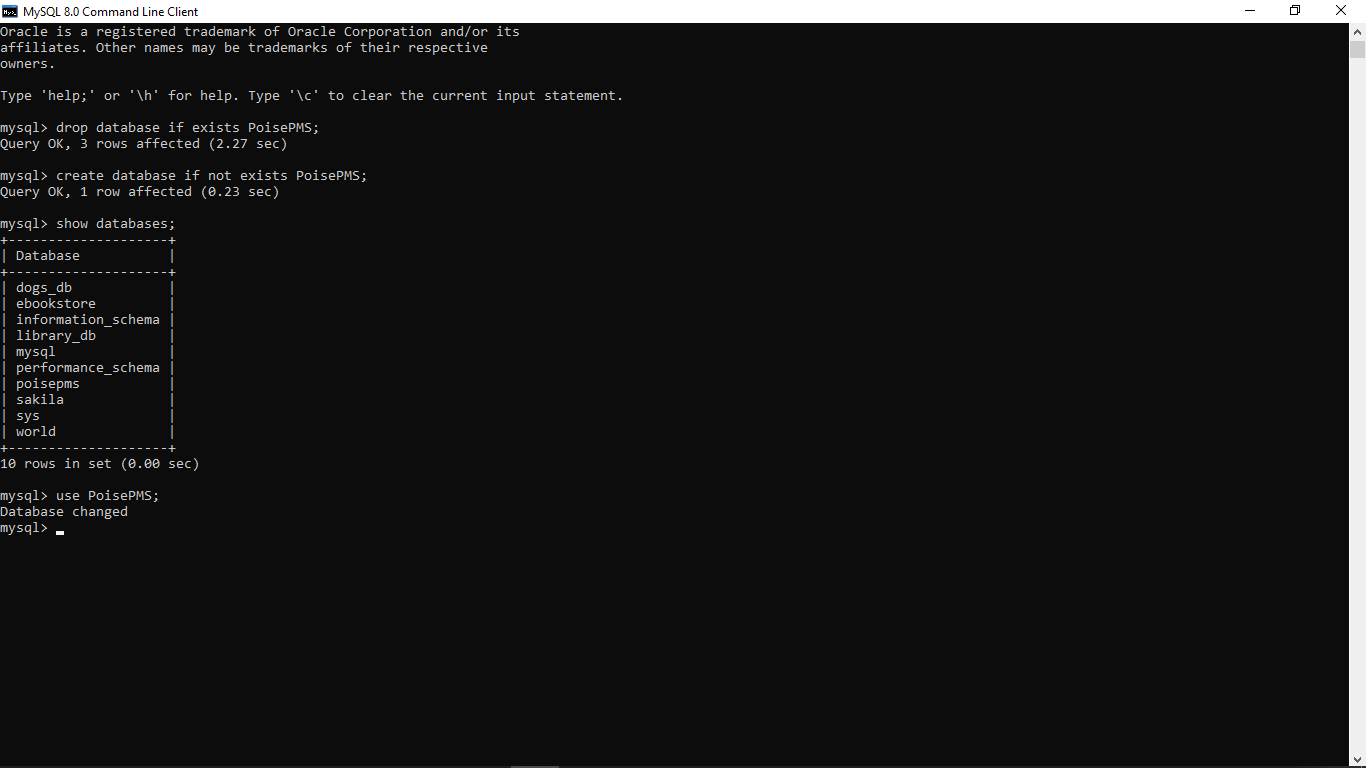 MySQL 8.0 Command Line Client
Oracle is a registered trademark of Oracle Corporation and/or its
affiliates. Other names may be trademarks of their respective
owners.

Type 'help;' or '\h' for help. Type '\c' to clear the current input statement.

mysql> drop database if exists PoisePMS;
Query OK, 3 rows affected (2.27 sec)

mysql> create database if not exists PoisePMS;
Query OK, 1 row affected (0.23 sec)

mysql> show databases;
+--------------------+
| Database           |
+--------------------+
| dogs_db            |
| ebookstore         |
| information_schema |
| library_db         |
| mysql              |
| performance_schema |
| poisepms           |
| sakila             |
| sys                |
| world              |
+--------------------+
10 rows in set (0.00 sec)

mysql> use PoisePMS;
Database changed
mysql>